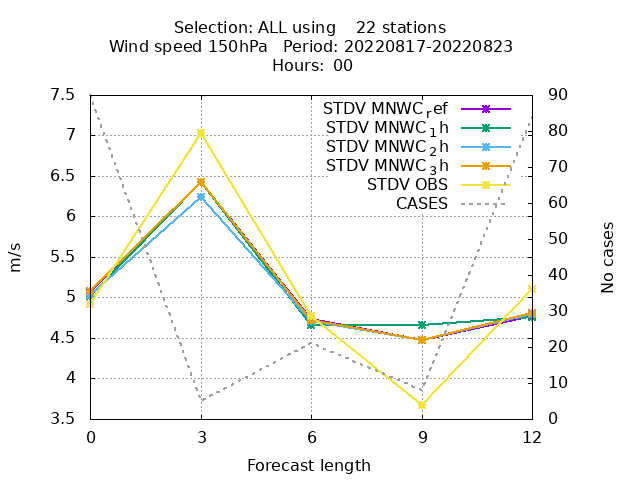 Selection: ALL using    22 stations
Wind speed 150hPa   Period: 20220817-20220823
Hours:  00
STDV MNWC_ref
STDV MNWC_1h
STDV MNWC_2h
STDV MNWC_3h
STDV OBS
CASES
7.5
7
6.5
6
5.5
5
4.5
4
3.5
m/s
90
80
70
60
50
40
30
20
10
0
No cases
0 3 6 9 12
Forecast length